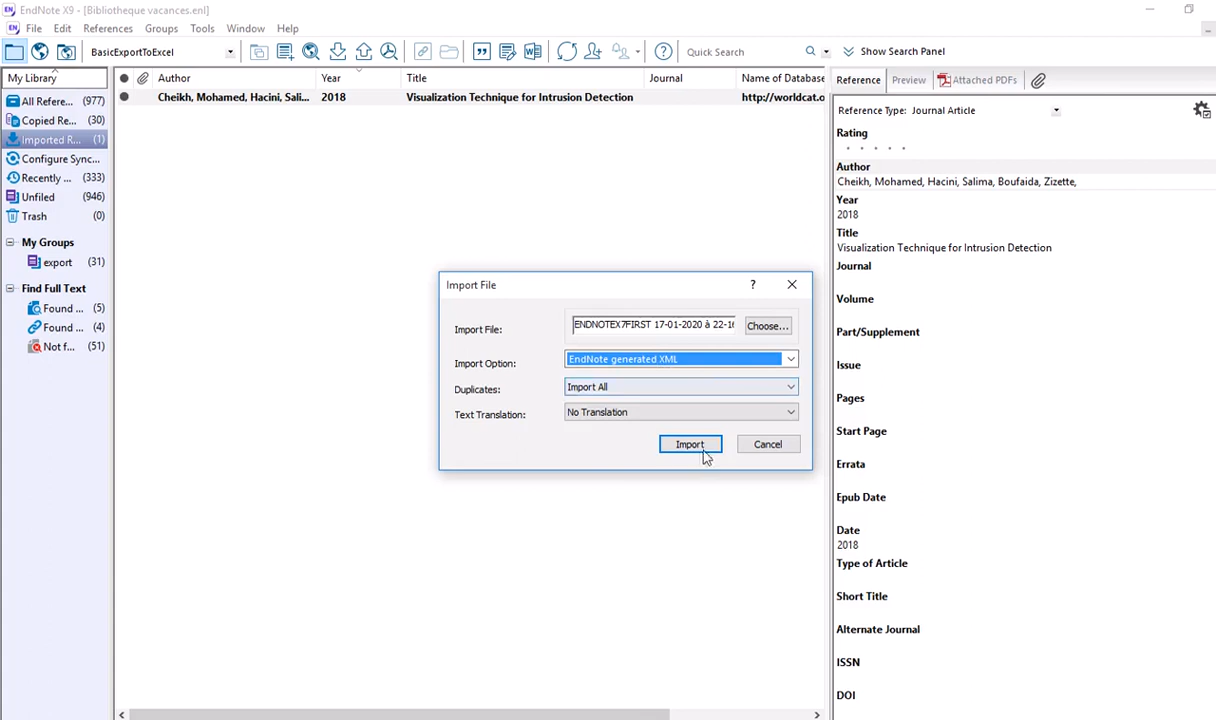 EndNote X9 - [Bibliotheque vacances.enl]
File Edit References Groups Tools Window Help
BasicExportToExcel
Quick Search
Show Search Panel
My Library
All Refere... (977)
Copied Re... (30)
Imported R... (1)
Configure Sync...
Recently ... (333)
Unfiled (946)
Trash (0)
My Groups
export (31)
Find Full Text
Found ... (5)
Found ... (4)
Not f... (51)
Author Year Title Journal Name of Database
Cheikh, Mohamed, Hacini, Sali... 2018 Visualization Technique for Intrusion Detection http://worldcat.o
Import File
Import File: ENDNOTEX7FIRST 17-01-2020 à 22-16 Choose...
Import Option: EndNote generated XML
Duplicates: Import All
Text Translation: No Translation
Import Cancel
Reference Preview Attached PDFs
Reference Type: Journal Article
Rating
Author
Cheikh, Mohamed, Hacini, Salima, Boufaida, Zizette,
Year
2018
Title
Visualization Technique for Intrusion Detection
Journal
Volume
Part/Supplement
Issue
Pages
Start Page
Errata
Epub Date
Date
2018
Type of Article
Short Title
Alternate Journal
ISSN
DOI